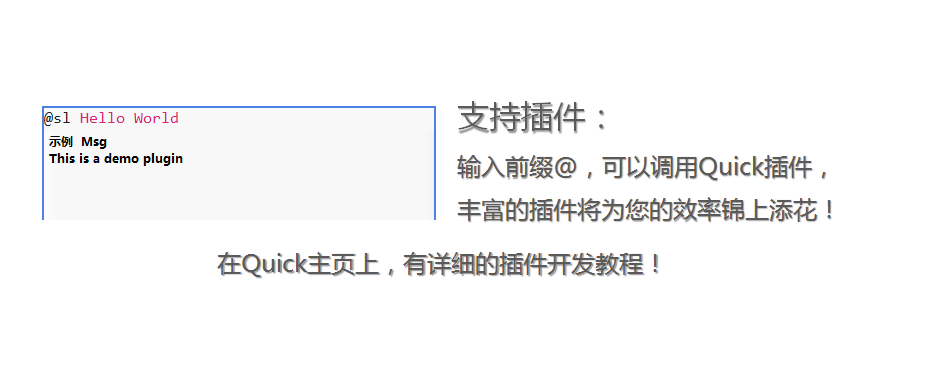 @sl Hello World
示例 Msg
This is a demo plugin
支持插件：
输入前缀@，可以调用Quick插件，
丰富的插件将为您的效率锦上添花！
在Quick主页上，有详细的插件开发教程！